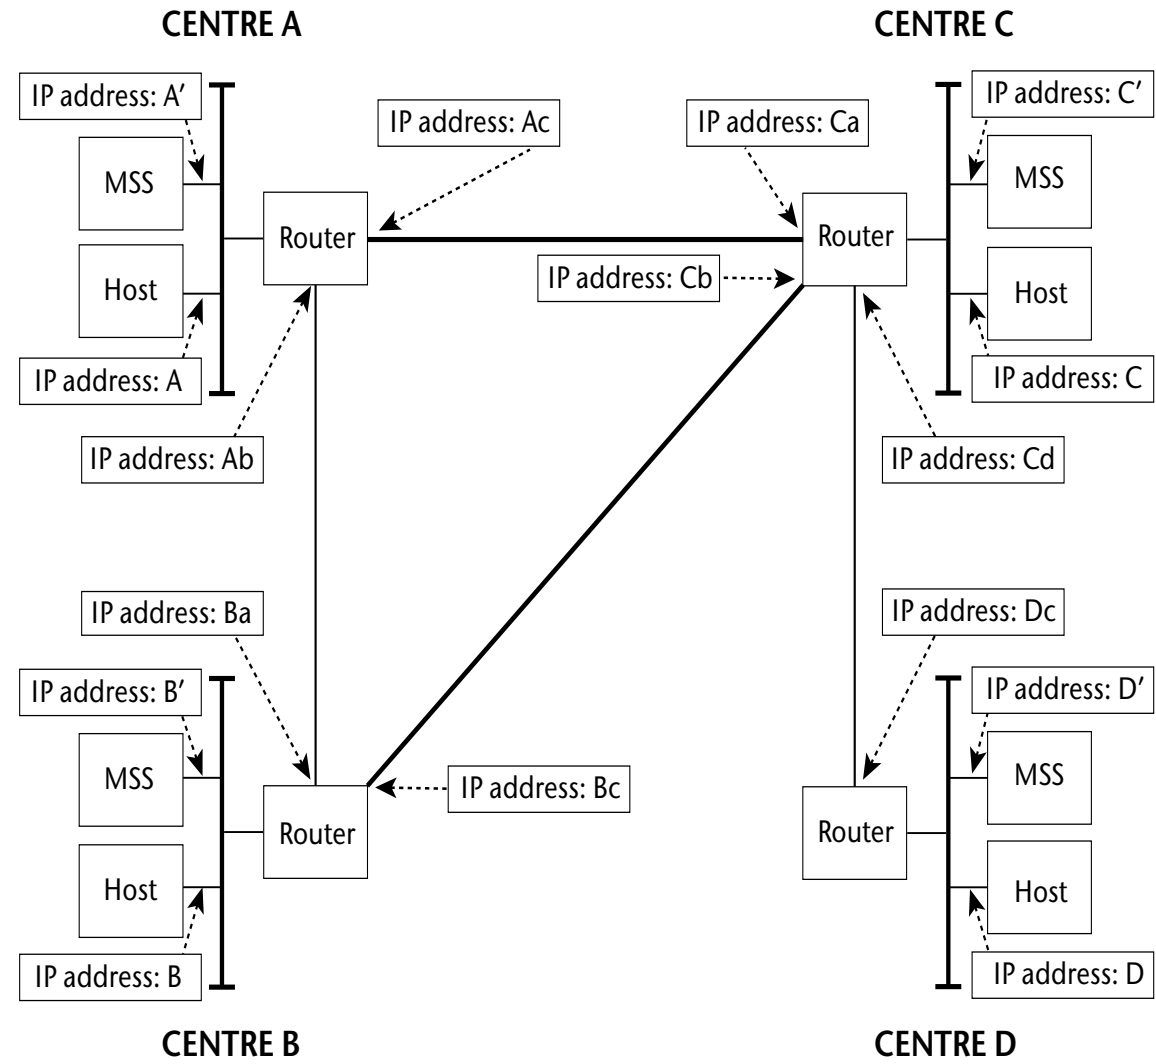 CENTRE A
CENTRE C
IP address: A′
IP address: C′
IP address: Ac
IP address: Ca
MSS
MSS
Router
Router
IP address: Cb
Host
Host
IP address: A
IP address: C
IP address: Ab
IP address: Cd
IP address: Ba
IP address: Dc
IP address: B′
IP address: D′
MSS
MSS
IP address: Bc
Router
Router
Host
Host
IP address: B
IP address: D
CENTRE B
CENTRE D